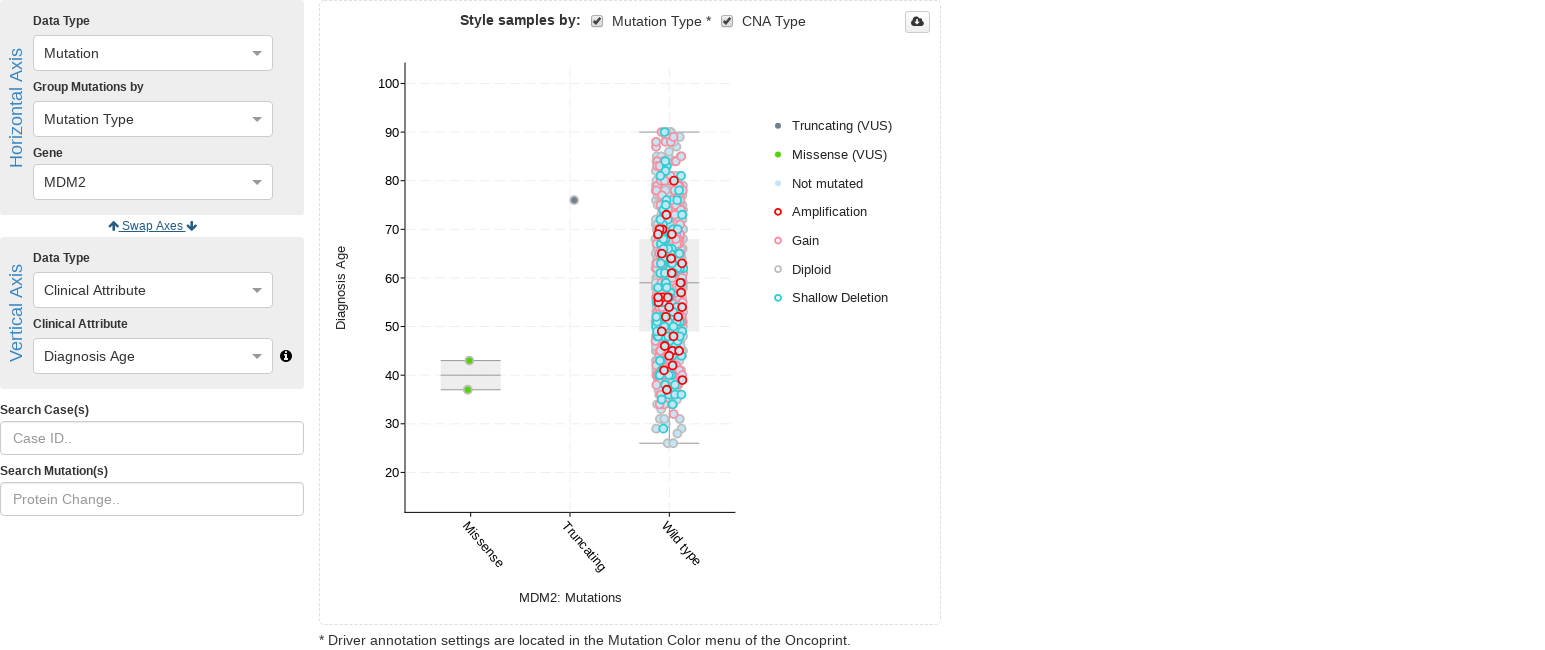 Horizontal Axis
Data Type
Mutation
Group Mutations by
Mutation Type
Gene
MDM2
Swap Axes
Vertical Axis
Data Type
Clinical Attribute
Clinical Attribute
Diagnosis Age
Search Case(s)
Case ID..
Search Mutation(s)
Protein Change..
Style samples by: Mutation Type * CNA Type
Diagnosis Age
100
90
80
70
60
50
40
30
20
Missense
Truncating
Wild type
MDM2: Mutations
Truncating (VUS)
Missense (VUS)
Not mutated
Amplification
Gain
Diploid
Shallow Deletion
* Driver annotation settings are located in the Mutation Color menu of the Oncoprint.